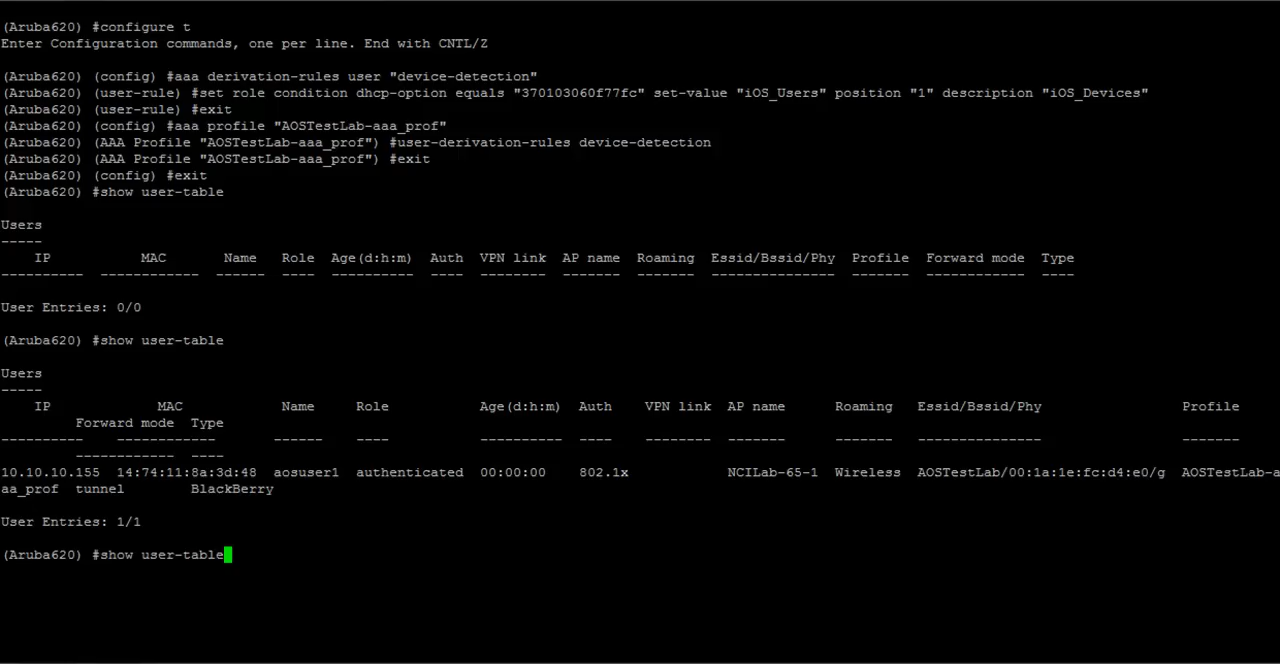 (Aruba620) #configure t
Enter Configuration commands, one per line. End with CNTL/Z
(Aruba620) (config) #aaa derivation-rules user "device-detection"
(Aruba620) (user-rule) #set role condition dhcp-option equals "370103060f77fc" set-value "iOS_Users" position "1" description "iOS_Devices"
(Aruba620) (user-rule) #exit
(Aruba620) (config) #aaa profile "AOSTestLab-aaa_prof"
(Aruba620) (AAA Profile "AOSTestLab-aaa_prof") #user-derivation-rules device-detection
(Aruba620) (AAA Profile "AOSTestLab-aaa_prof") #exit
(Aruba620) (config) #exit
(Aruba620) #show user-table
Users
-----
IP MAC Name Role Age(d:h:m) Auth VPN link AP name Roaming Essid/Bssid/Phy Profile Forward mode Type
---------- ------------ ------ ---- ---------- ---- -------- ------- ------- --------------- ------- ------------ ----
User Entries: 0/0
(Aruba620) #show user-table
Users
-----
IP MAC Name Role Age(d:h:m) Auth VPN link AP name Roaming Essid/Bssid/Phy Profile
Forward mode Type
---------- ------------ ------ ---- ---------- ---- -------- ------- ------- --------------- -------
------------ ----
10.10.10.155 14:74:11:8a:3d:48 aosuser1 authenticated 00:00:00 802.1x NCILab-65-1 Wireless AOSTestLab/00:1a:1e:fc:d4:e0/g AOSTestLab-a
aa_prof tunnel BlackBerry
User Entries: 1/1
(Aruba620) #show user-table